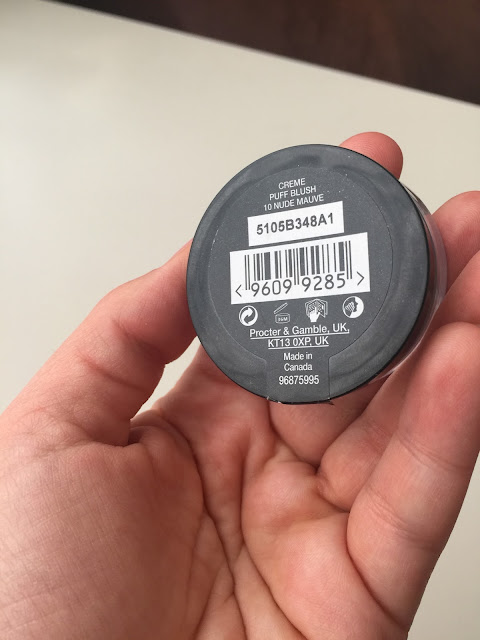 CREME
PUFF BLUSH
10 NUDE MAUVE
5105B348A1
<9609 9285>
Procter & Gamble, UK,
KT13 0XP, UK
Made in
Canada
96875995